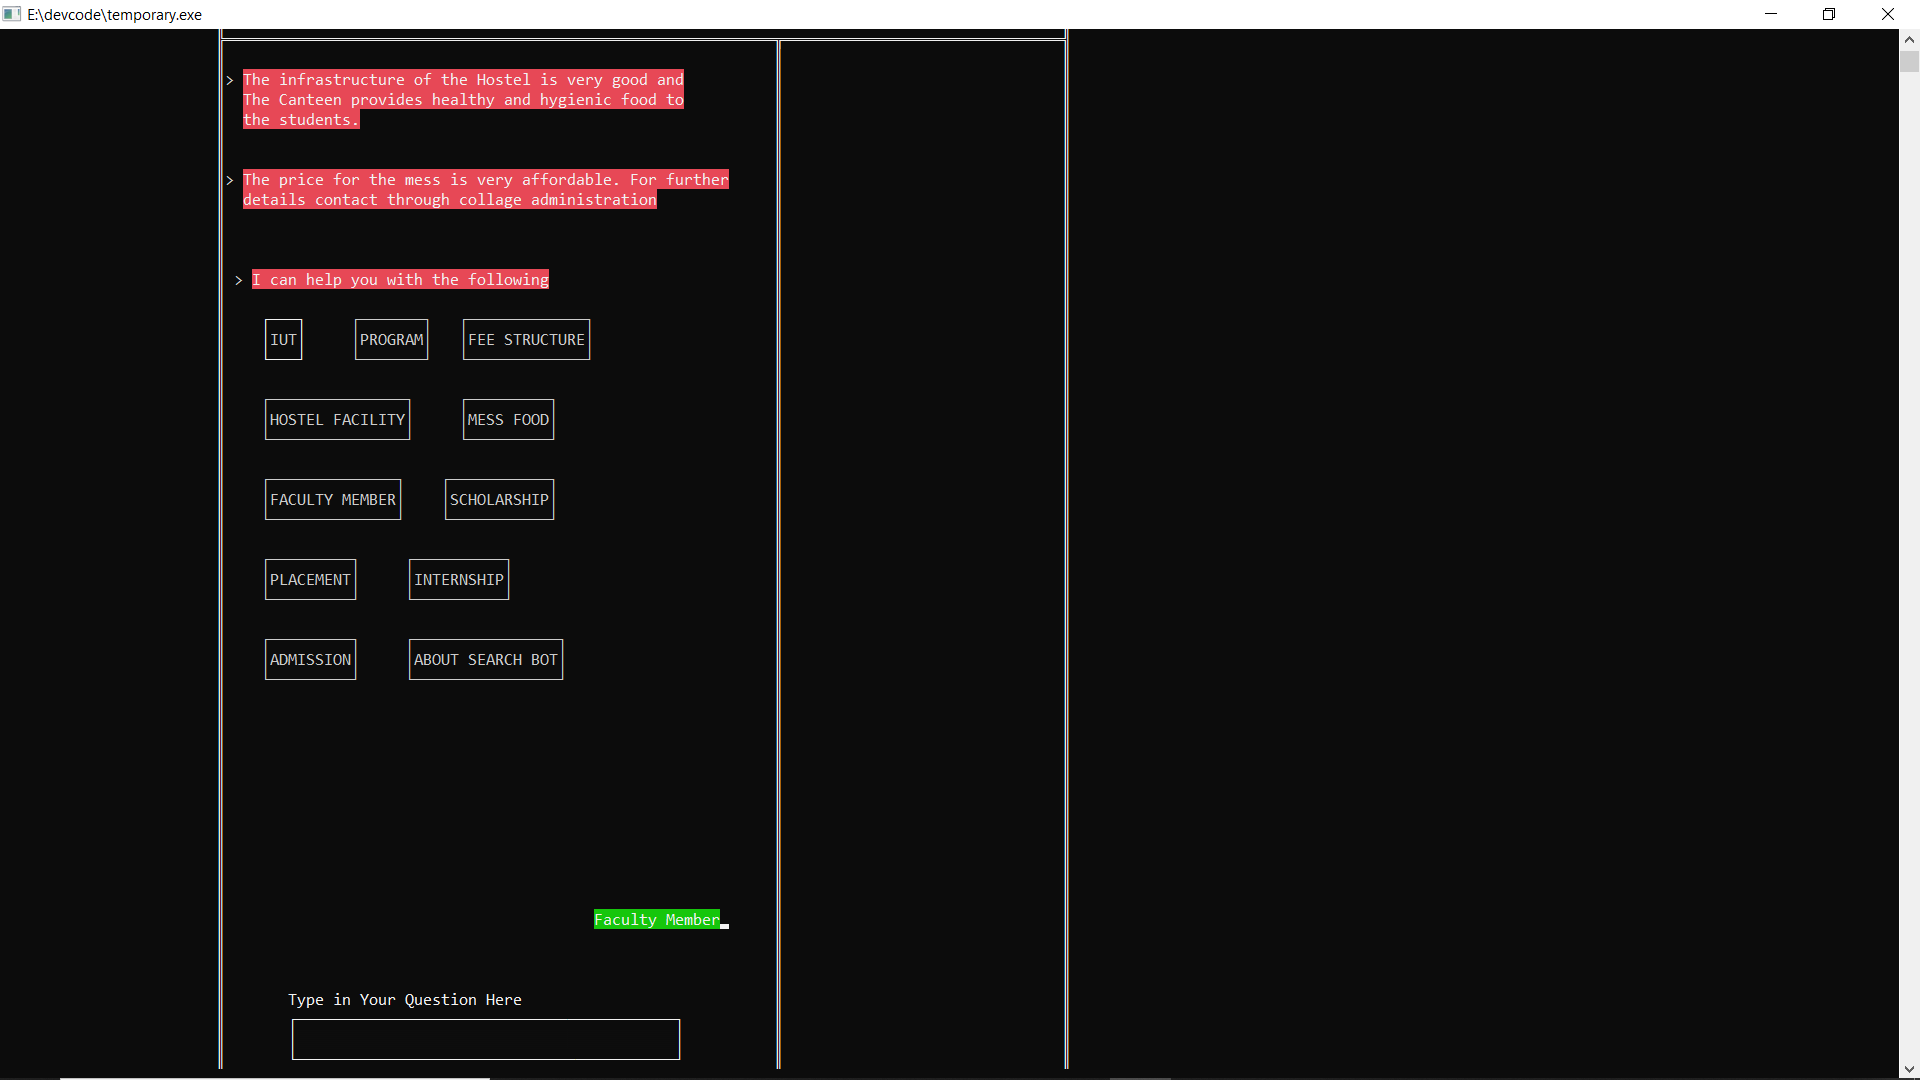 E:\devcode\temporary.exe
> The infrastructure of the Hostel is very good and
The Canteen provides healthy and hygienic food to
the students.
> The price for the mess is very affordable. For further
details contact through collage administration
> I can help you with the following
IUT PROGRAM FEE STRUCTURE
HOSTEL FACILITY MESS FOOD
FACULTY MEMBER SCHOLARSHIP
PLACEMENT INTERNSHIP
ADMISSION ABOUT SEARCH BOT
Faculty Member
Type in Your Question Here